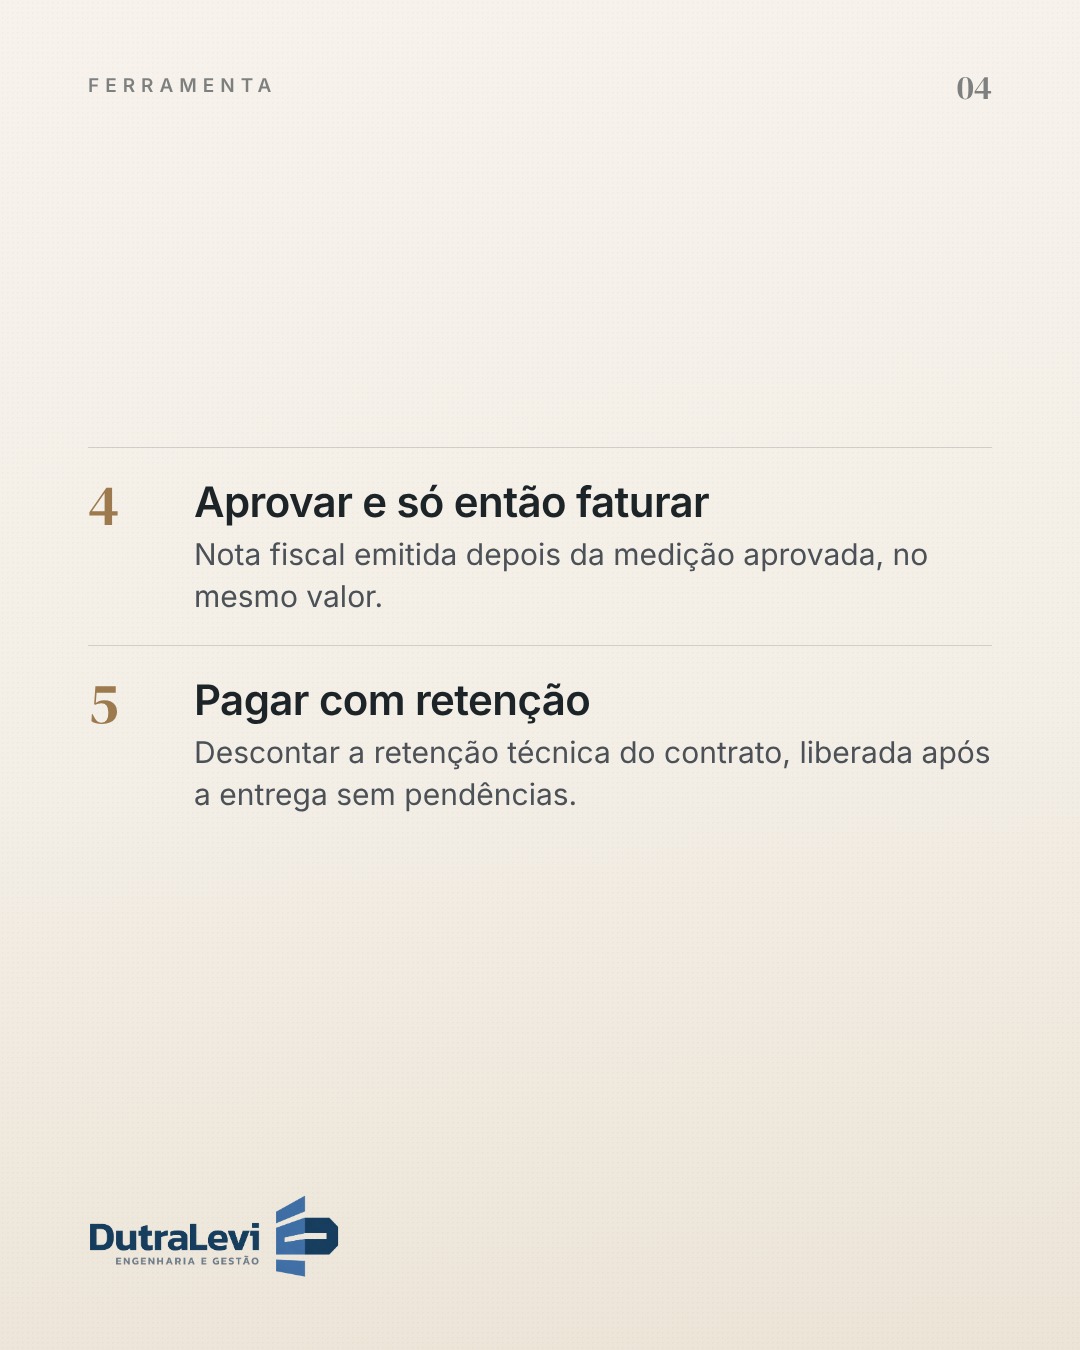 FERRAMENTA
04
4
Aprovar e só então faturar
Nota fiscal emitida depois da medição aprovada, no
mesmo valor.
5
Pagar com retenção
Descontar a retenção técnica do contrato, liberada após
a entrega sem pendências.
DutraLevi
ENGENHARIA E GESTÃO